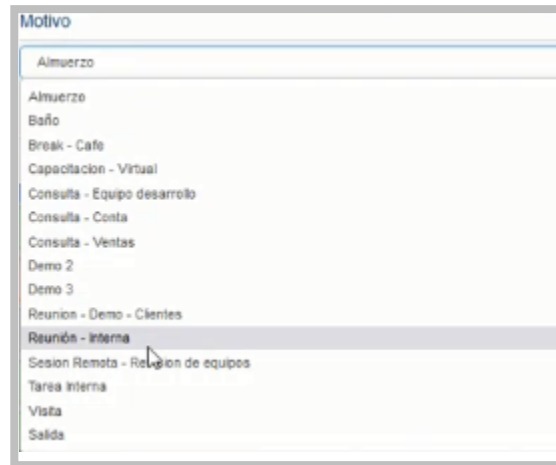 Motivo
Almuerzo
Almuerzo
Baño
Break - Cafe
Capacitacion - Virtual
Consulta - Equipo desarrollo
Consulta - Conta
Consulta - Ventas
Demo 2
Demo 3
Reunion - Demo - Clientes
Reunión - Interna
Sesion Remota - Revision de equipos
Tarea Interna
Visita
Salida